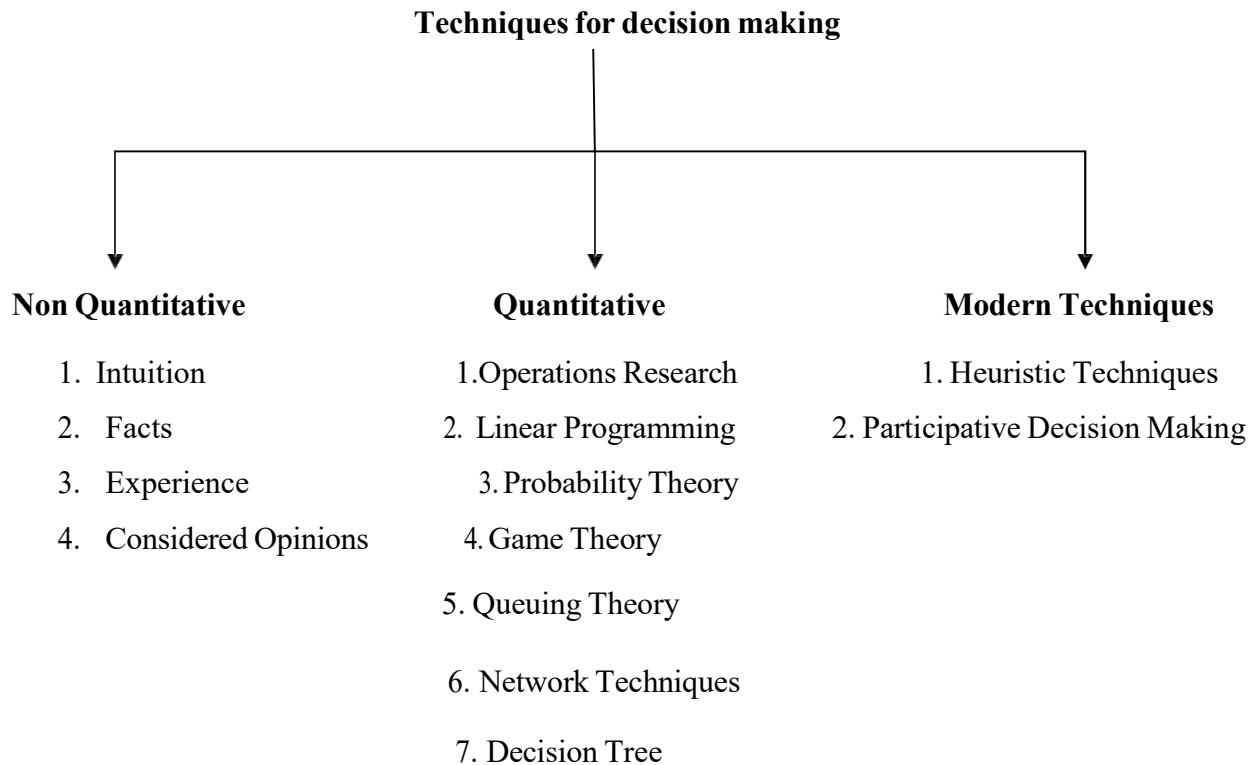 Techniques for decision making
Non Quantitative
1. Intuition
2. Facts
3. Experience
4. Considered Opinions
Quantitative
1.Operations Research
2. Linear Programming
3. Probability Theory
4. Game Theory
5. Queuing Theory
6. Network Techniques
7. Decision Tree
Modern Techniques
1. Heuristic Techniques
2. Participative Decision Making